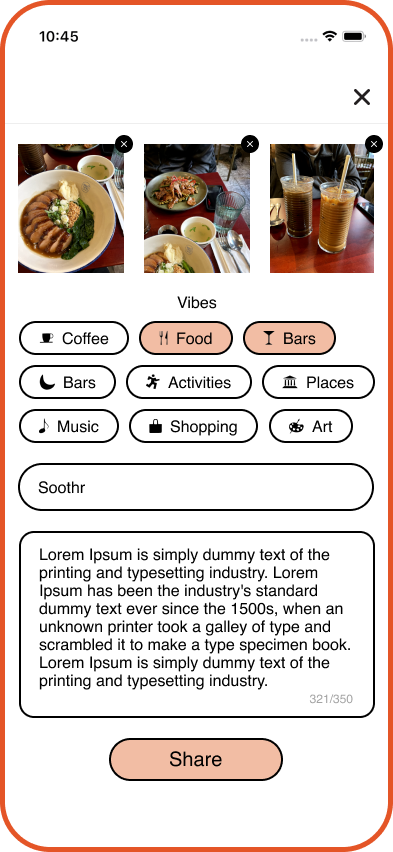 10:45
Vibes
Coffee Food Bars
Bars Activities Places
Music Shopping Art
Soothr
Lorem Ipsum is simply dummy text of the
printing and typesetting industry. Lorem
Ipsum has been the industry's standard
dummy text ever since the 1500s, when an
unknown printer took a galley of type and
scrambled it to make a type specimen book.
Lorem Ipsum is simply dummy text of the
printing and typesetting industry.
321/350
Share